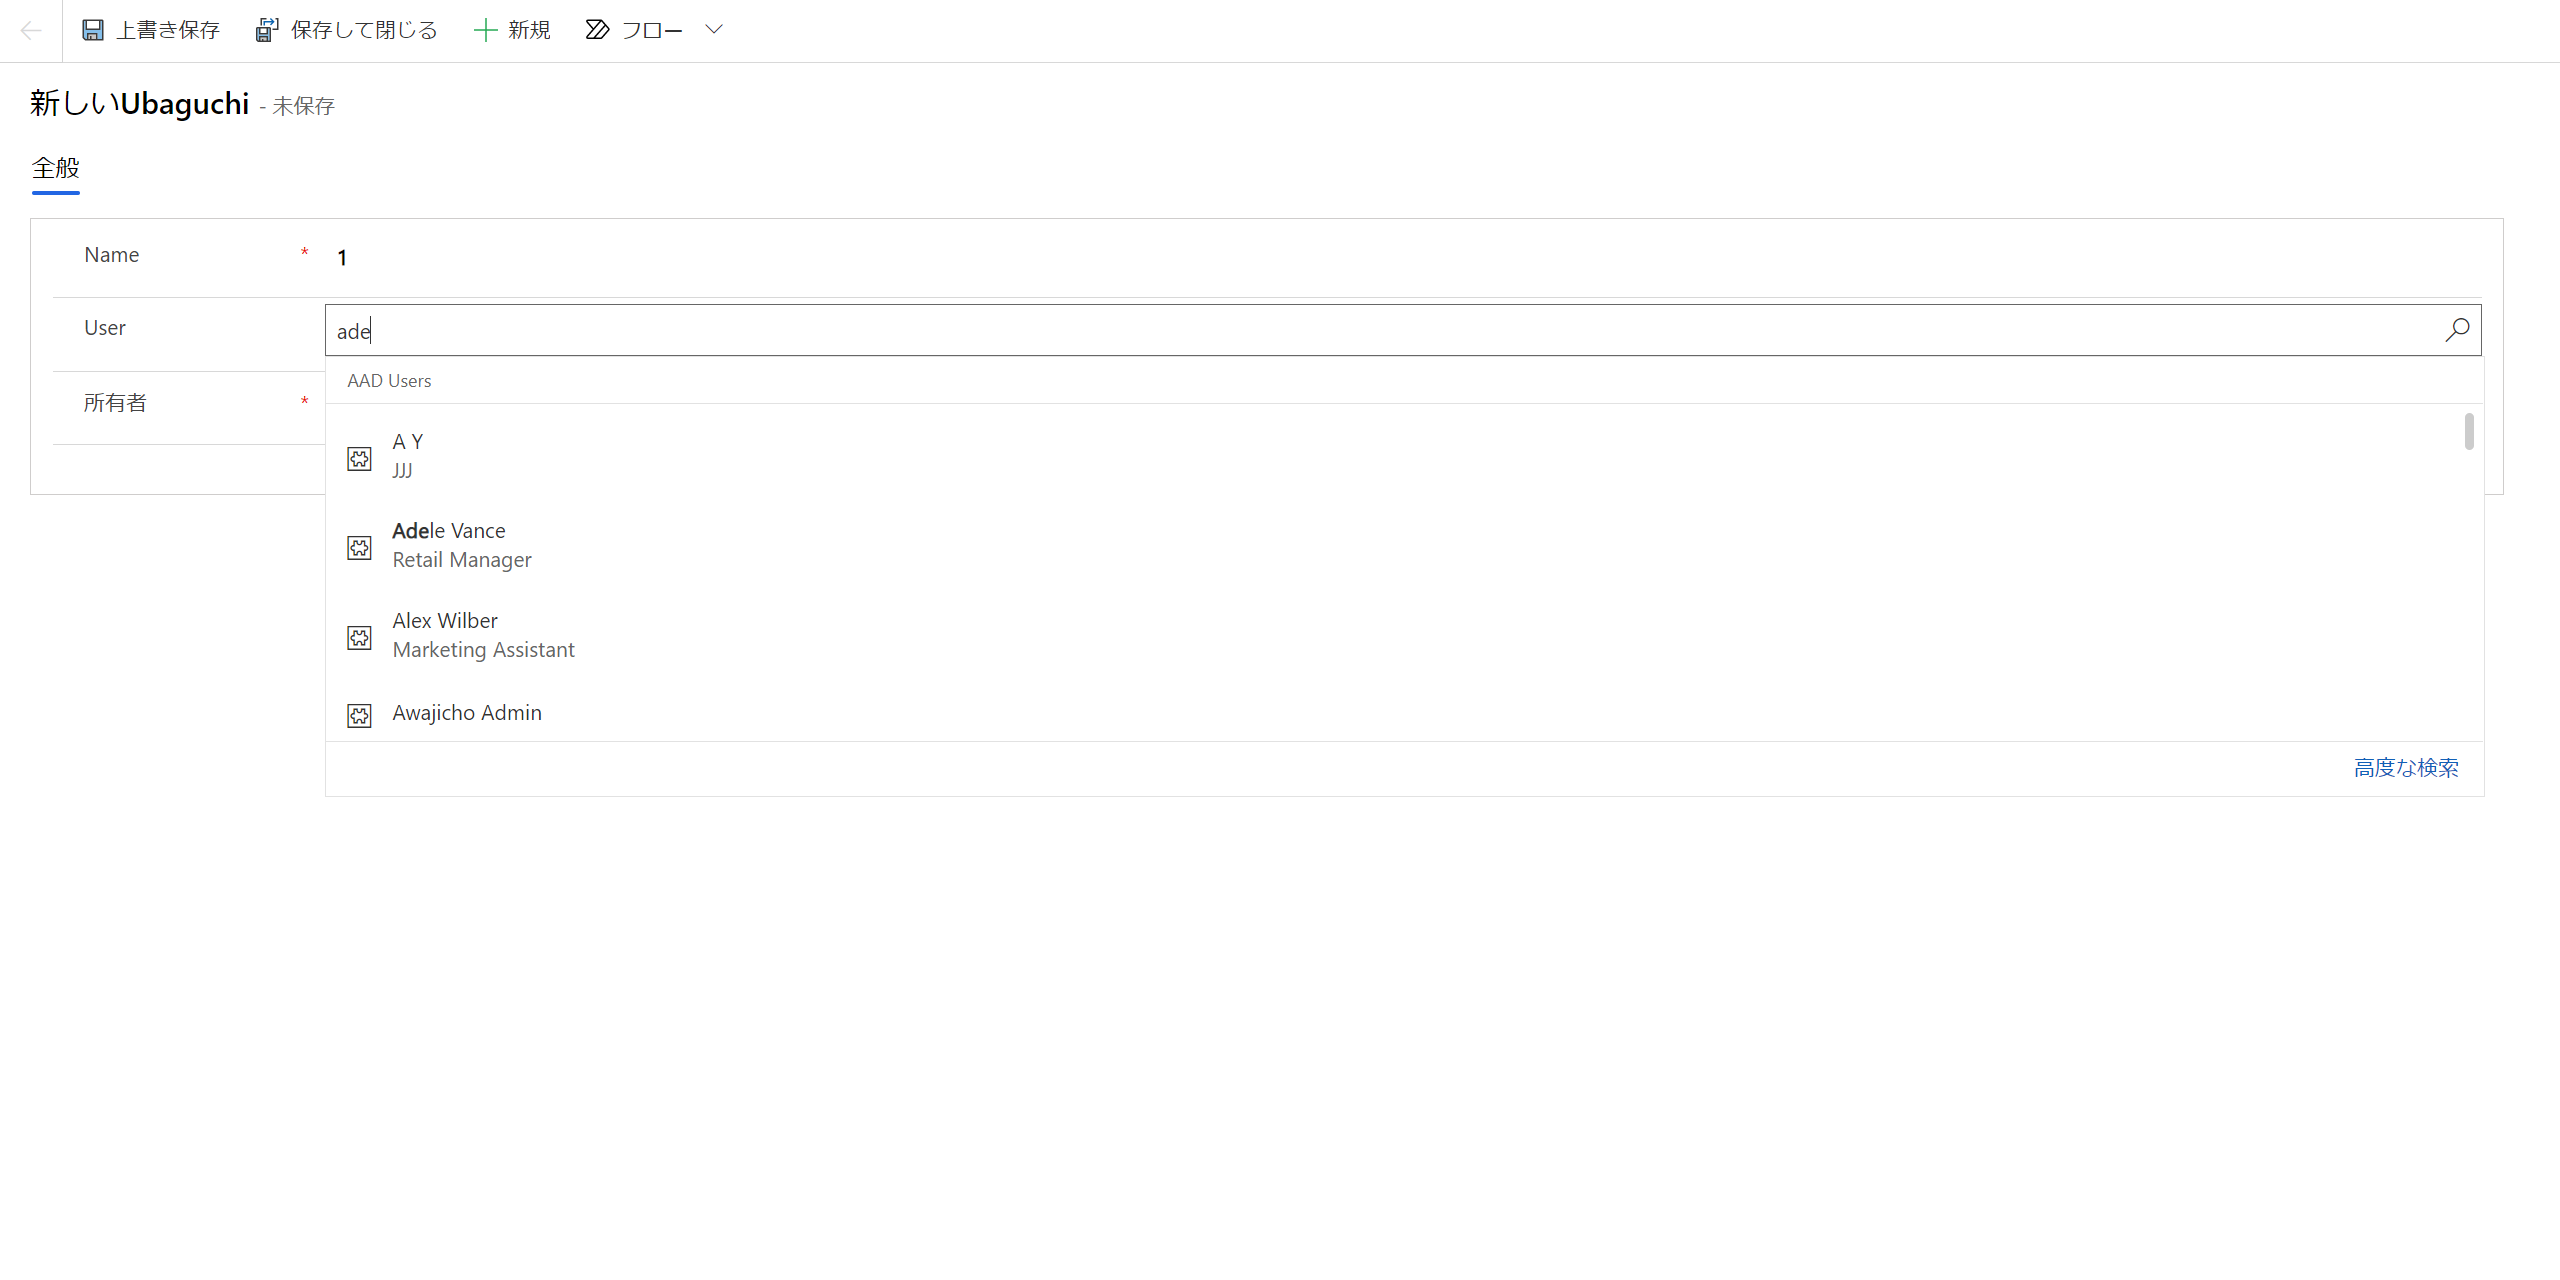 上書き保存 保存して閉じる 新規 フロー
新しいUbaguchi - 未保存
全般
Name * 1
User ade
AAD Users
所有者 *
A Y
JJJ
Adele Vance
Retail Manager
Alex Wilber
Marketing Assistant
Awajicho Admin
高度な検索